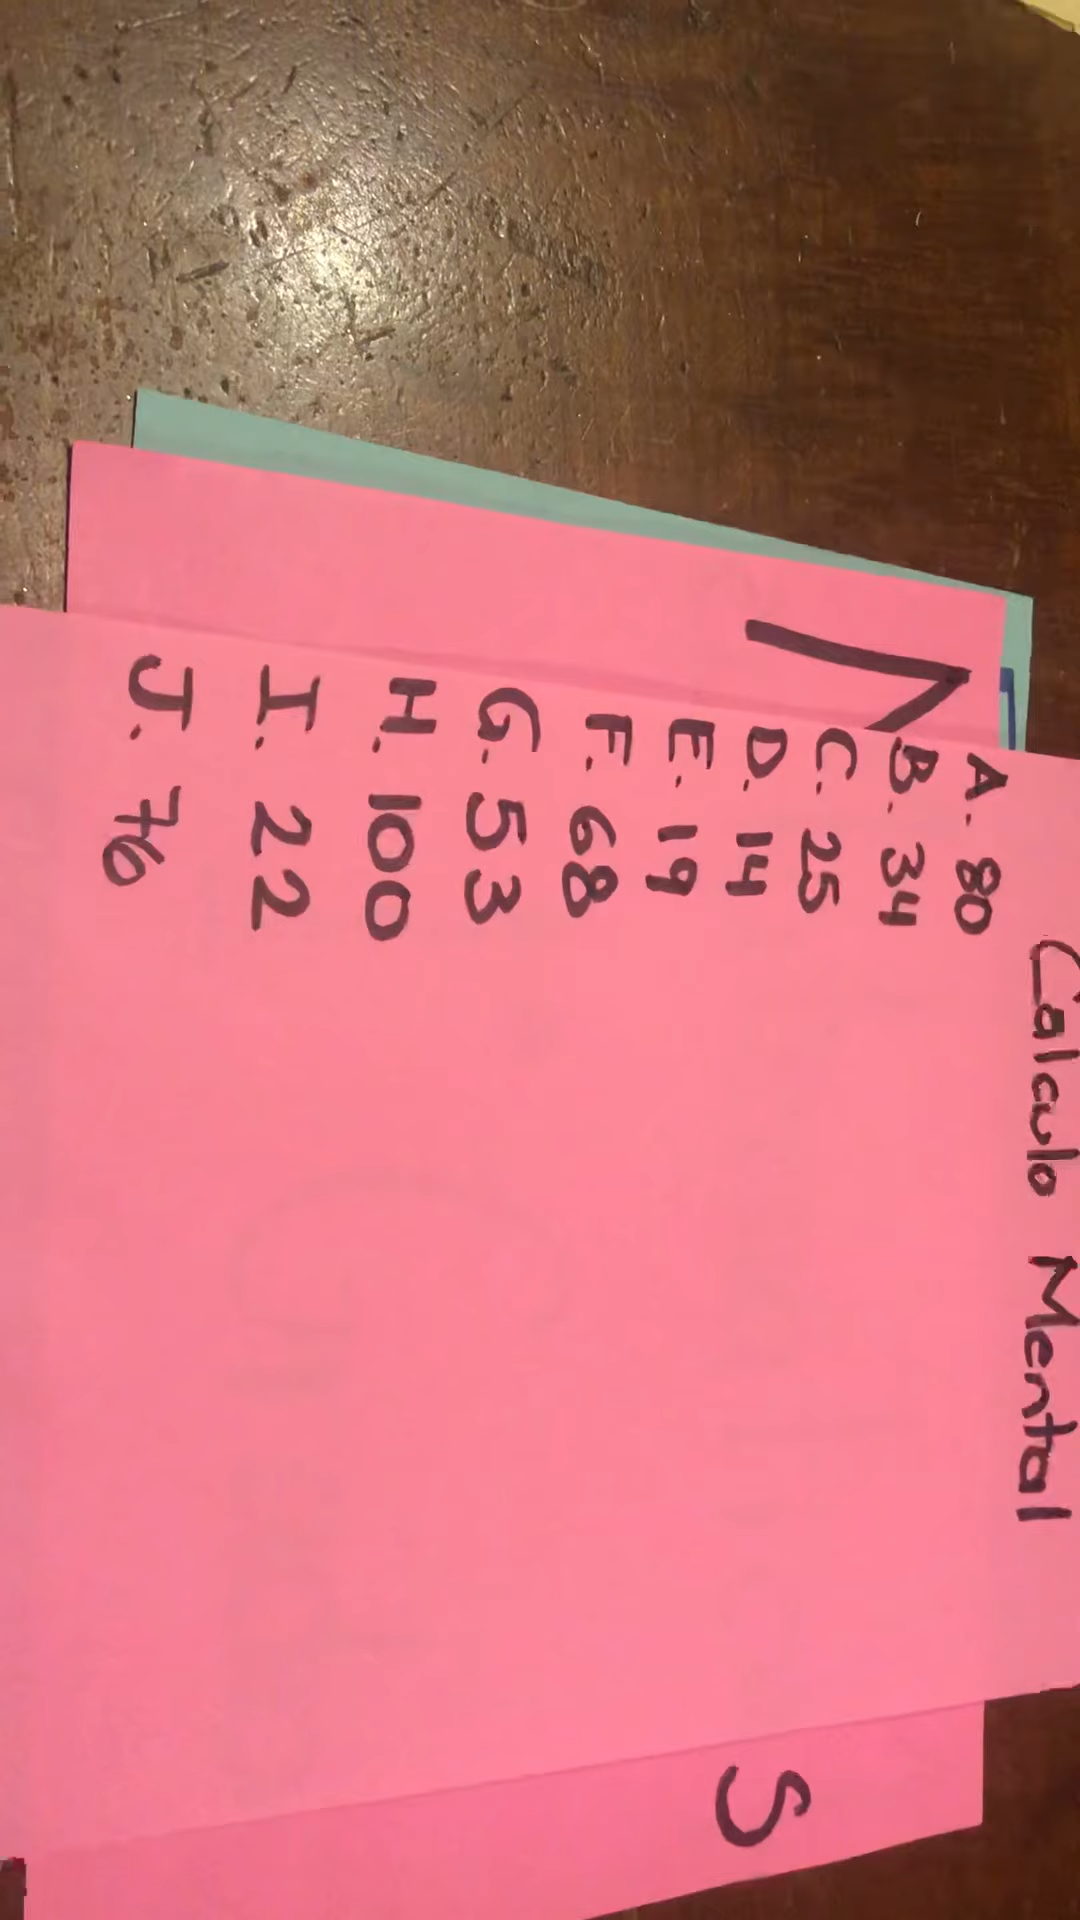 Calculo Mental
A. 80
B. 34
C. 25
D. 14
E. 19
F. 68
G. 53
H. 100
I. 22
J. 76
S